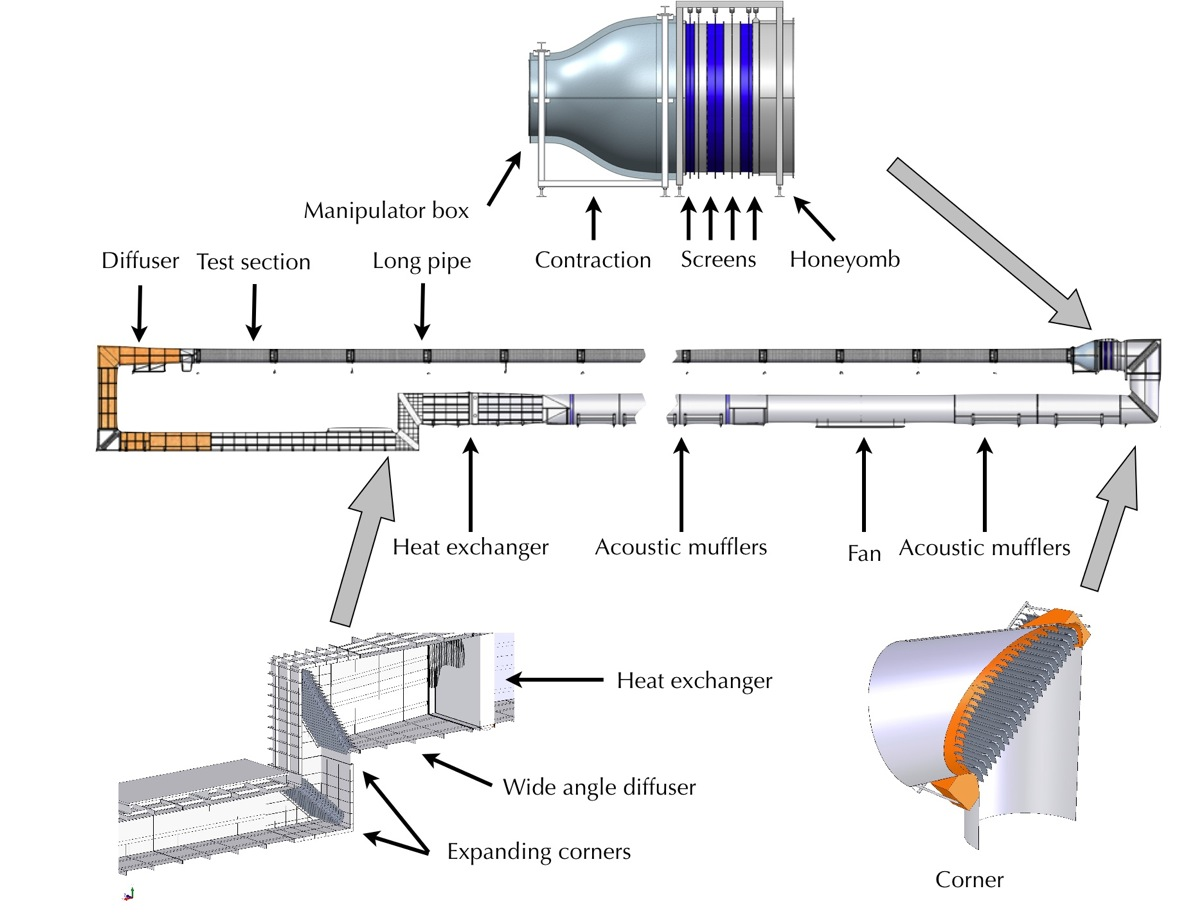 Manipulator box
Diffuser
Test section
Long pipe
Contraction
Screens
Honeyomb
Heat exchanger
Acoustic mufflers
Fan
Acoustic mufflers
Heat exchanger
Wide angle diffuser
Expanding corners
Corner